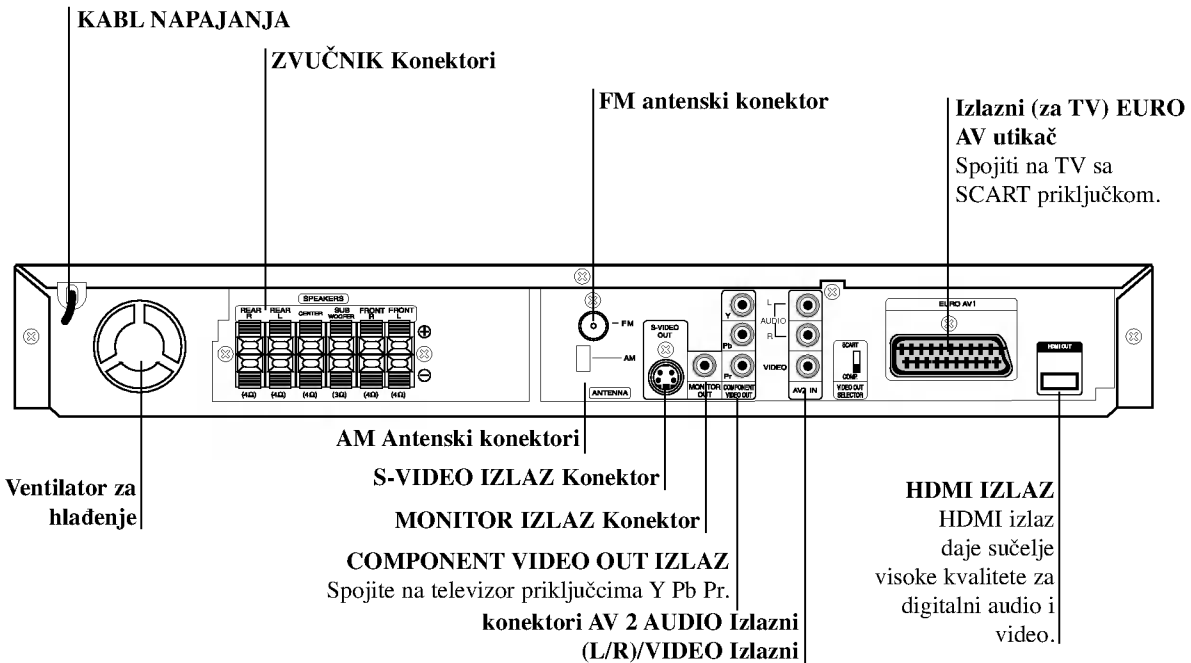 KABL NAPAJANJA
ZVUČNIK Konektori
FM antenski konektor
Izlazni (za TV) EURO
AV utikač
Spojiti na TV sa
SCART priključkom.
SPEAKERS
REAR R
REAR L
CENTER
SUB WOOFER
FRONT R
FRONT L
(4Ω) (4Ω) (4Ω) (3Ω) (4Ω) (4Ω)
FM
AM
ANTENNA
S-VIDEO OUT
MONITOR OUT
Y
Pb
Pr
COMPONENT VIDEO OUT
L
AUDIO
R
VIDEO
AV2 IN
SCART
COMP.
VIDEO OUT SELECTOR
EURO AV1
HDMI OUT
AM Antenski konektori
S-VIDEO IZLAZ Konektor
Ventilator za
hlađenje
MONITOR IZLAZ Konektor
COMPONENT VIDEO OUT IZLAZ
Spojite na televizor priključcima Y Pb Pr.
konektori AV 2 AUDIO Izlazni
(L/R)/VIDEO Izlazni
HDMI IZLAZ
HDMI izlaz
daje sučelje
visoke kvalitete za
digitalni audio i
video.